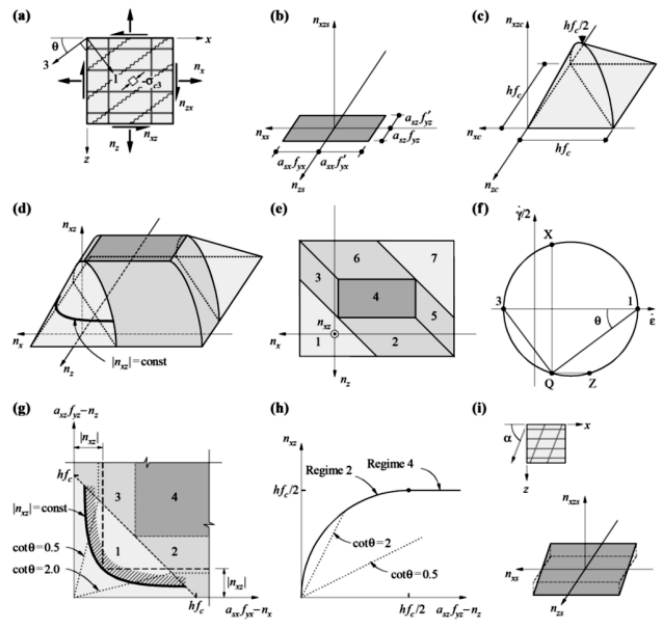 (a)
θ
x
3
1
-σc3
nx
nzx
nz
nxz
z
(b)
nxzs
nxs
nzs
asz f'yz
asz fyz
asx fyx
asx f'yx
(c)
nxzc
hfc/2
hfc
nxc
hfc
nzc
(d)
nxz
nx
nz
|nxz|=const
(e)
6
7
3
4
5
nxz
nx
1
2
nz
(f)
γ̇/2
X
3
1
ε̇
θ
Q
Z
(g)
asz fyz–nz
|nxz|
hfc
|nxz|=const
3
4
cotθ=0.5
1
2
cotθ=2.0
|nxz|
hfc
asx fyx–nx
(h)
nxz
Regime 2
Regime 4
hfc/2
cotθ=2
cotθ=0.5
hfc/2
asz fyz–nz
(i)
x
α
z
nxzs
nxs
nzs